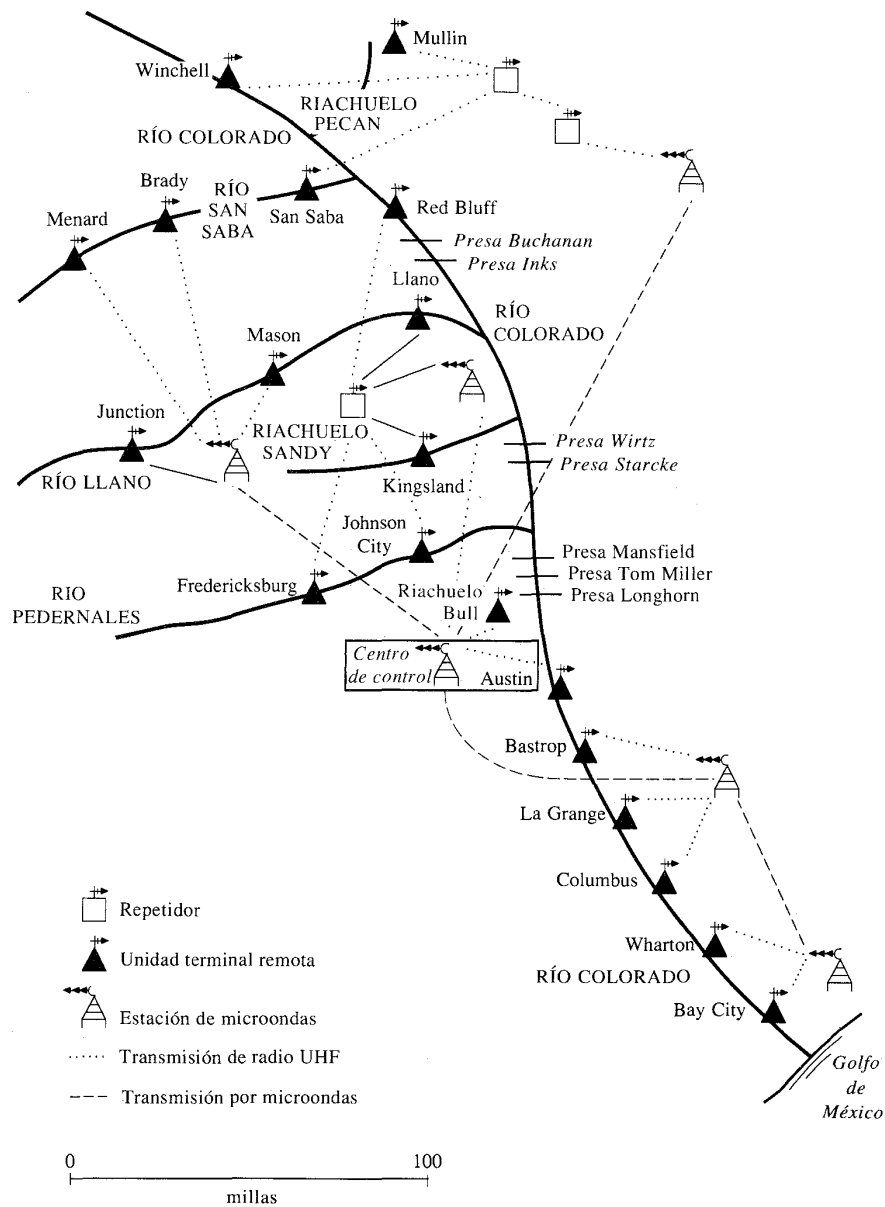 Mullin
Winchell
RIACHUELO
PECAN
RÍO COLORADO
Brady
RÍO
SAN
SABA
San Saba
Red Bluff
Menard
Presa Buchanan
Presa Inks
Llano
RÍO
COLORADO
Mason
Junction
RIACHUELO
SANDY
Presa Wirtz
Presa Starcke
RÍO LLANO
Kingsland
Johnson
City
Presa Mansfield
Presa Tom Miller
Presa Longhorn
Fredericksburg
Riachuelo
Bull
RIO
PEDERNALES
Centro
de control
Austin
Bastrop
La Grange
Columbus
Wharton
RÍO COLORADO
Bay City
Golfo
de
México
Repetidor
Unidad terminal remota
Estación de microondas
Transmisión de radio UHF
Transmisión por microondas
0
100
millas